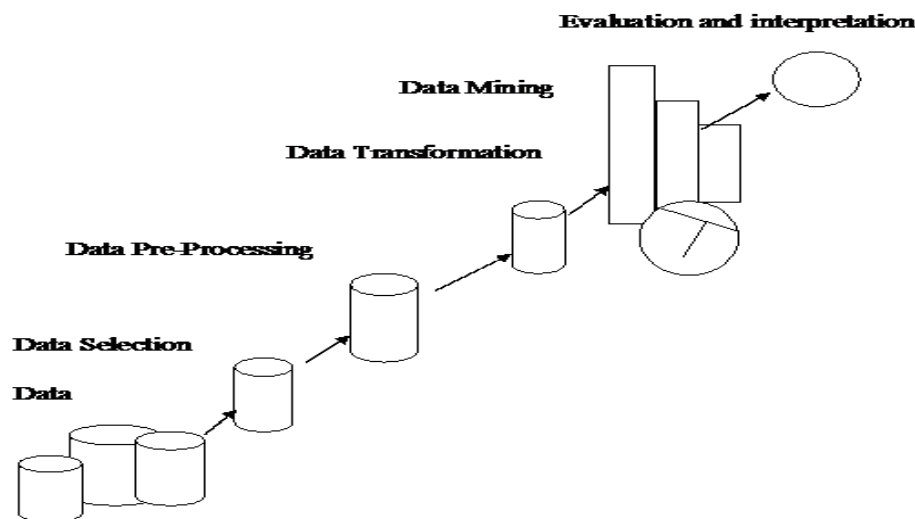 Evaluation and interpretation
Data Mining
Data Transformation
Data Pre-Processing
Data Selection
Data